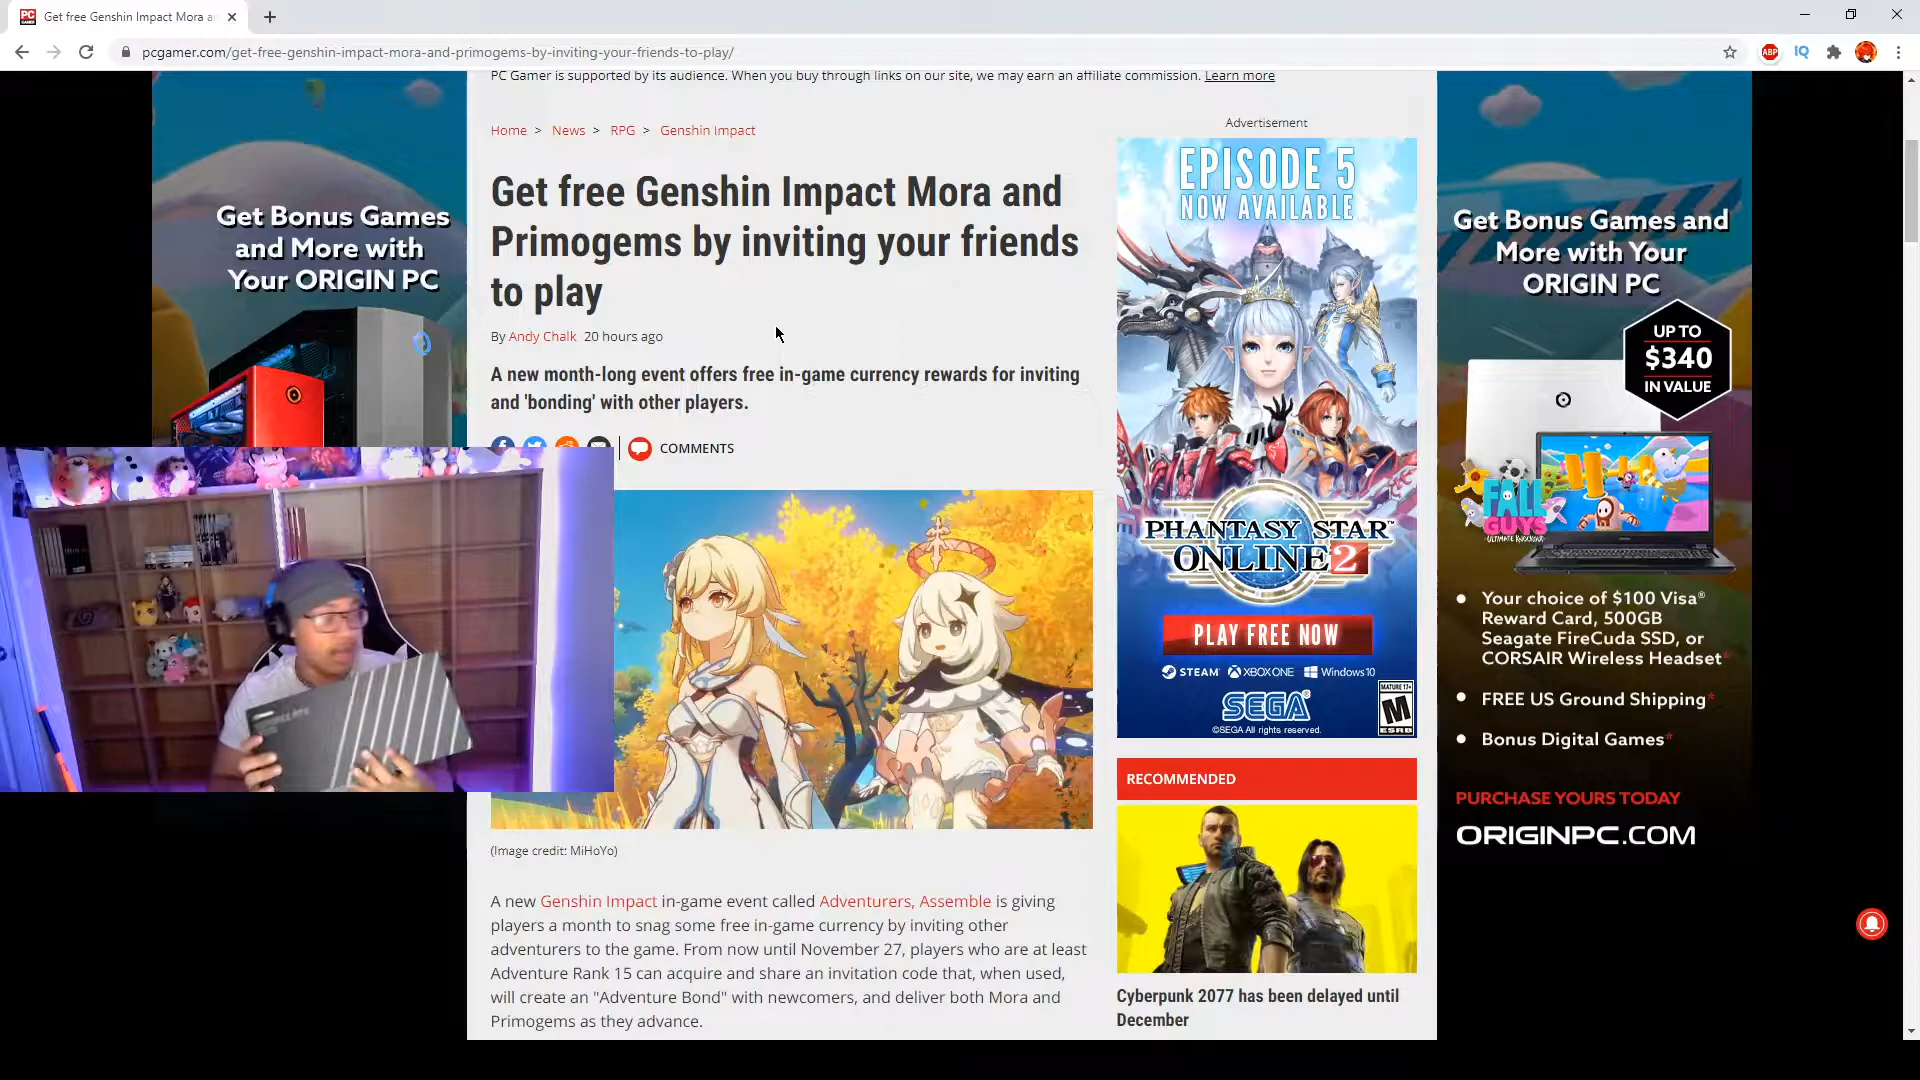 Get free Genshin Impact Mora a
pcgamer.com/get-free-genshin-impact-mora-and-primogems-by-inviting-your-friends-to-play/
ABP
IQ
PC Gamer is supported by its audience. When you buy through links on our site, we may earn an affiliate commission. Learn more
Home > News > RPG > Genshin Impact
Get free Genshin Impact Mora and
Primogems by inviting your friends
to play
By Andy Chalk 20 hours ago
A new month-long event offers free in-game currency rewards for inviting
and 'bonding' with other players.
COMMENTS
(Image credit: MiHoYo)
A new Genshin Impact in-game event called Adventurers, Assemble is giving
players a month to snag some free in-game currency by inviting other
adventurers to the game. From now until November 27, players who are at least
Adventure Rank 15 can acquire and share an invitation code that, when used,
will create an "Adventure Bond" with newcomers, and deliver both Mora and
Primogems as they advance.
Get Bonus Games
and More with
Your ORIGIN PC
Advertisement
EPISODE 5
NOW AVAILABLE
PHANTASY STAR
ONLINE 2
PLAY FREE NOW
STEAM XBOX ONE Windows 10
SEGA
©SEGA All rights reserved.
MATURE 17+
M
ESRB
RECOMMENDED
Cyberpunk 2077 has been delayed until
December
Get Bonus Games and
More with Your
ORIGIN PC
UP TO
$340
IN VALUE
FALL
GUYS
ULTIMATE KNOCKOUT
Your choice of $100 Visa®
Reward Card, 500GB
Seagate FireCuda SSD, or
CORSAIR Wireless Headset*
FREE US Ground Shipping*
Bonus Digital Games*
PURCHASE YOURS TODAY
ORIGINPC.COM